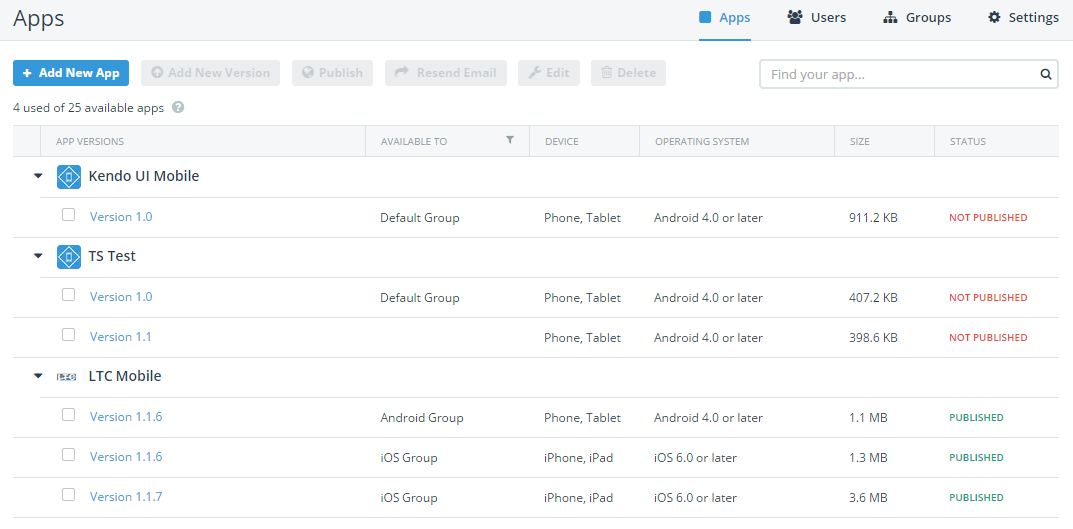 Apps Apps Users Groups Settings
+ Add New App Add New Version Publish Resend Email Edit Delete Find your app...
4 used of 25 available apps ?
APP VERSIONS AVAILABLE TO DEVICE OPERATING SYSTEM SIZE STATUS
Kendo UI Mobile
Version 1.0 Default Group Phone, Tablet Android 4.0 or later 911.2 KB NOT PUBLISHED
TS Test
Version 1.0 Default Group Phone, Tablet Android 4.0 or later 407.2 KB NOT PUBLISHED
Version 1.1 Phone, Tablet Android 4.0 or later 398.6 KB NOT PUBLISHED
LTC LTC Mobile
Version 1.1.6 Android Group Phone, Tablet Android 4.0 or later 1.1 MB PUBLISHED
Version 1.1.6 iOS Group iPhone, iPad iOS 6.0 or later 1.3 MB PUBLISHED
Version 1.1.7 iOS Group iPhone, iPad iOS 6.0 or later 3.6 MB PUBLISHED